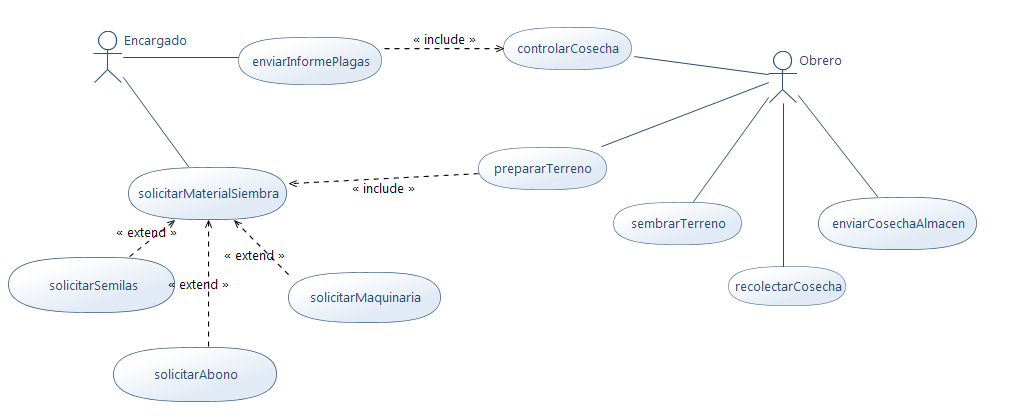 Encargado
« include »
controlarCosecha
enviarInformePlagas
Obrero
prepararTerreno
« include »
solicitarMaterialSiembra
sembrarTerreno
enviarCosechaAlmacen
« extend »
« extend »
« extend »
solicitarSemilas
solicitarMaquinaria
recolectarCosecha
solicitarAbono